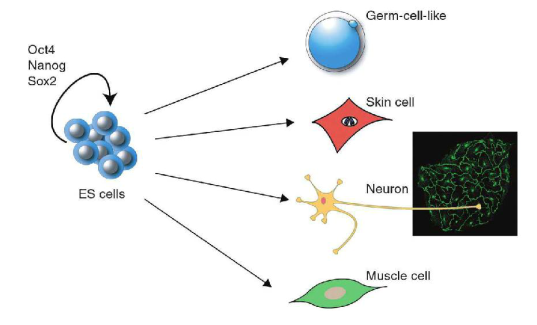 Oct4
Nanog
Sox2
ES cells
Germ-cell-like
Skin cell
Neuron
Muscle cell